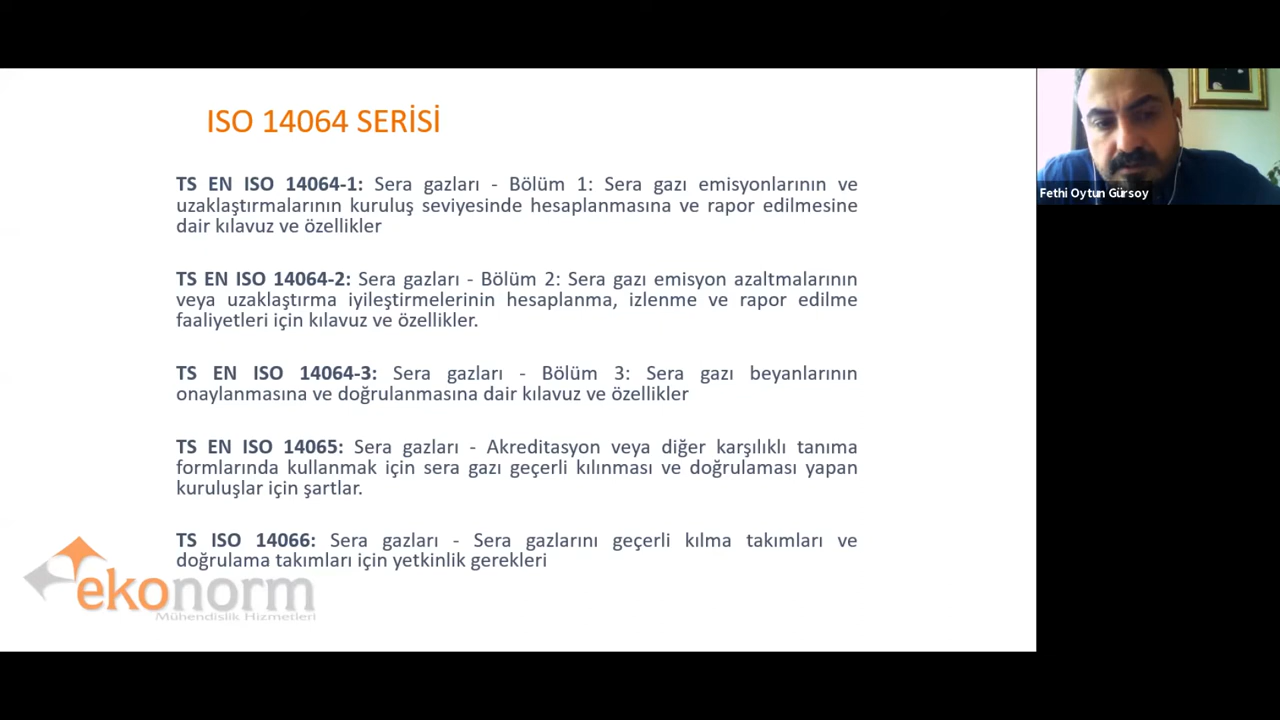 ISO 14064 SERİSİ
TS EN ISO 14064-1: Sera gazları - Bölüm 1: Sera gazı emisyonlarının ve
uzaklaştırmalarının kuruluş seviyesinde hesaplanmasına ve rapor edilmesine
dair kılavuz ve özellikler
TS EN ISO 14064-2: Sera gazları - Bölüm 2: Sera gazı emisyon azaltmalarının
veya uzaklaştırma iyileştirmelerinin hesaplanma, izlenme ve rapor edilme
faaliyetleri için kılavuz ve özellikler.
TS EN ISO 14064-3: Sera gazları - Bölüm 3: Sera gazı beyanlarının
onaylanmasına ve doğrulanmasına dair kılavuz ve özellikler
TS EN ISO 14065: Sera gazları - Akreditasyon veya diğer karşılıklı tanıma
formlarında kullanmak için sera gazı geçerli kılınması ve doğrulaması yapan
kuruluşlar için şartlar.
TS ISO 14066: Sera gazları - Sera gazlarını geçerli kılma takımları ve
doğrulama takımları için yetkinlik gerekleri
ekonorm
Mühendislik Hizmetleri
Fethi Oytun Gürsoy